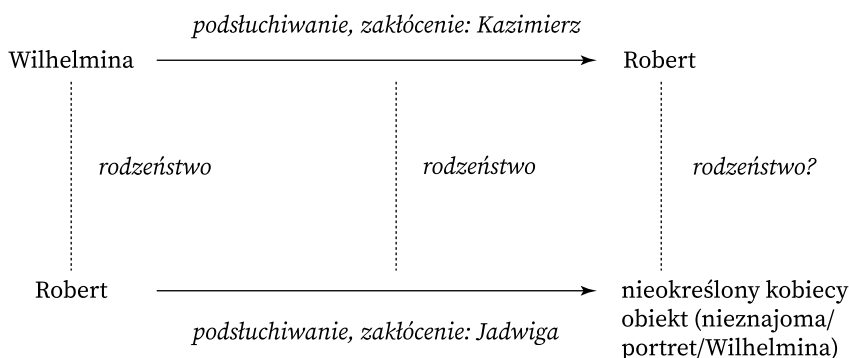 podsłuchiwanie, zakłócenie: Kazimierz
Wilhelmina
Robert
rodzeństwo
rodzeństwo
rodzeństwo?
Robert
nieokreślony kobiecy
obiekt (nieznajoma/
portret/Wilhelmina)
podsłuchiwanie, zakłócenie: Jadwiga